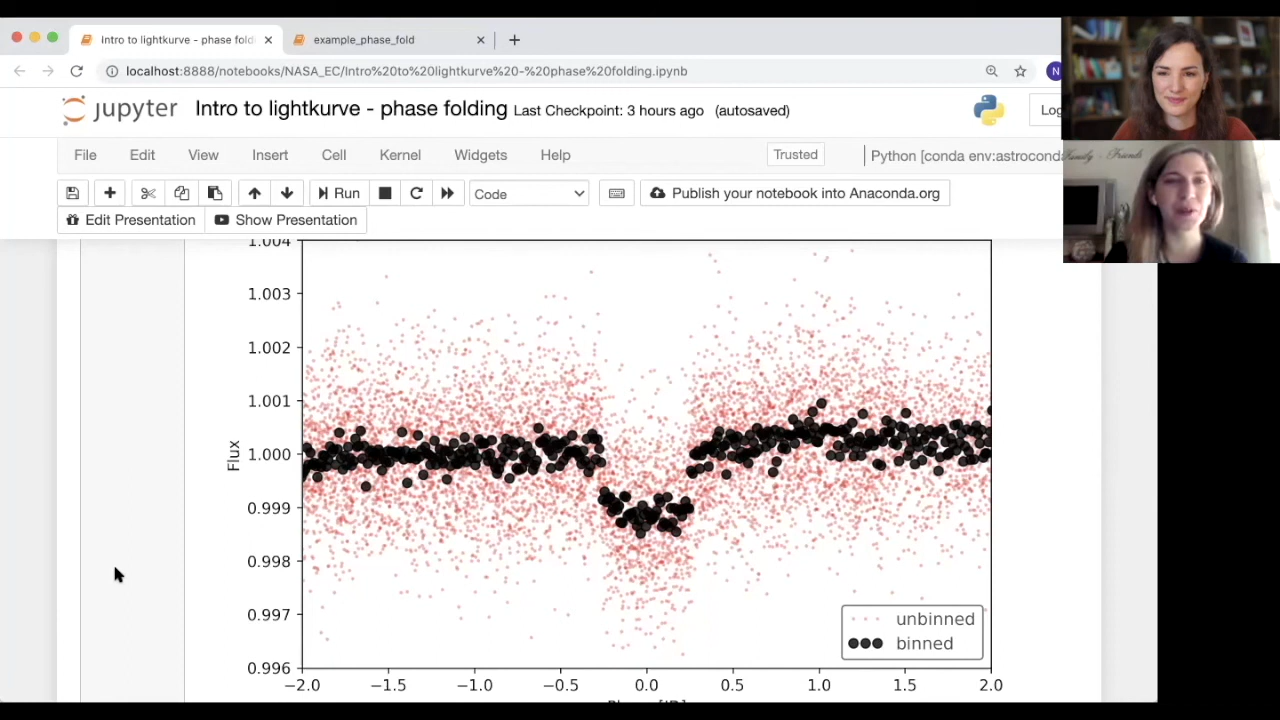 Intro to lightkurve - phase fold
example_phase_fold
localhost:8888/notebooks/NASA_EC/Intro%20to%20lightkurve%20-%20phase%20folding.ipynb
N
jupyter Intro to lightkurve - phase folding Last Checkpoint: 3 hours ago (autosaved)
File Edit View Insert Cell Kernel Widgets Help Trusted Python [conda env:astroconda
Family - Friends
Run Code Publish your notebook into Anaconda.org
Edit Presentation Show Presentation
1.004
1.003
1.002
1.001
1.000
0.999
0.998
0.997
0.996
Flux
unbinned
binned
−2.0 −1.5 −1.0 −0.5 0.0 0.5 1.0 1.5 2.0